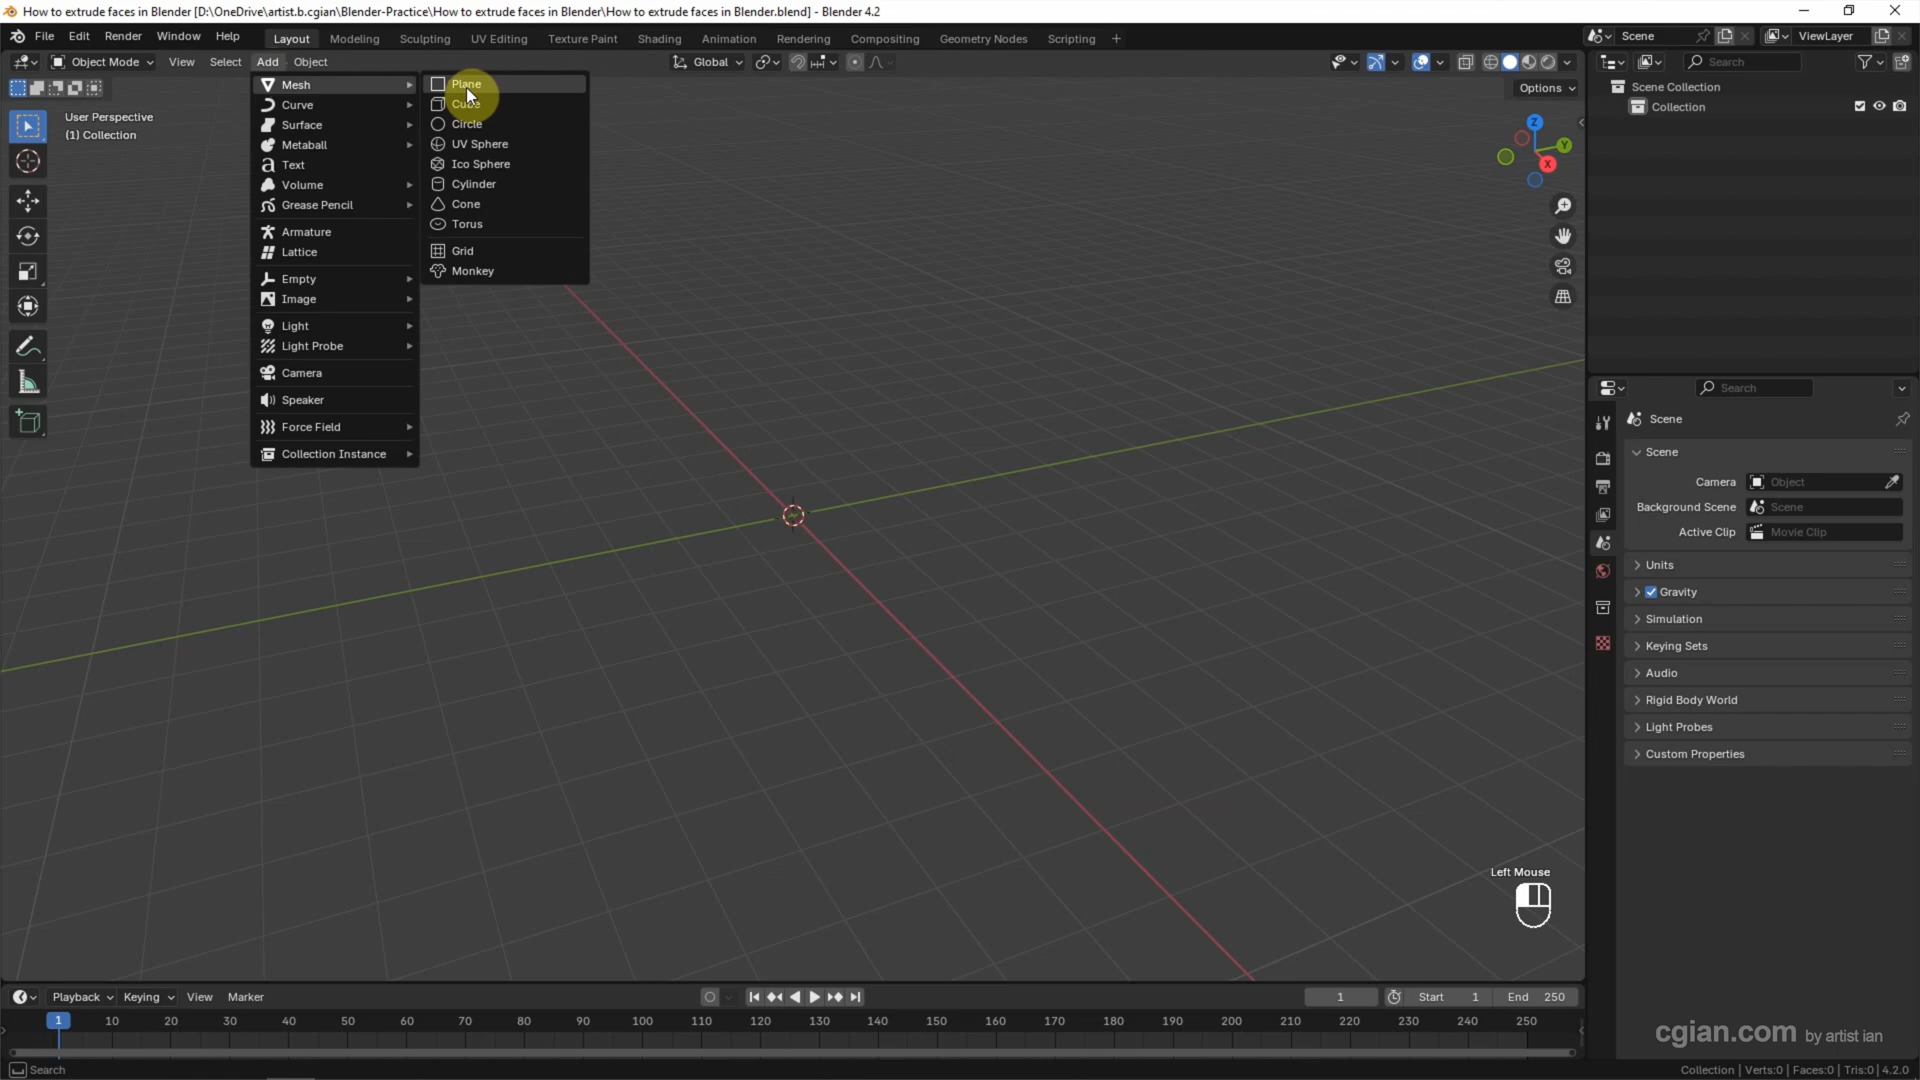 How to extrude faces in Blender [D:\OneDrive\artist.b.cgian\Blender-Practice\How to extrude faces in Blender\How to extrude faces in Blender.blend] - Blender 4.2
File Edit Render Window Help Layout Modeling Sculpting UV Editing Texture Paint Shading Animation Rendering Compositing Geometry Nodes Scripting + Scene ViewLayer
Object Mode View Select Add Object Global Search
Options
User Perspective
(1) Collection
Mesh
Curve
Surface
Metaball
Text
Volume
Grease Pencil
Armature
Lattice
Empty
Image
Light
Light Probe
Camera
Speaker
Force Field
Collection Instance
Plane
Cube
Circle
UV Sphere
Ico Sphere
Cylinder
Cone
Torus
Grid
Monkey
Z
Y
X
Scene Collection
Collection
Search
Scene
Scene
Camera Object
Background Scene Scene
Active Clip Movie Clip
Units
Gravity
Simulation
Keying Sets
Audio
Rigid Body World
Light Probes
Custom Properties
Left Mouse
Playback Keying View Marker 1 Start 1 End 250
1 10 20 30 40 50 60 70 80 90 100 110 120 130 140 150 160 170 180 190 200 210 220 230 240 250
cgian.com by artist ian
Search
Collection | Verts:0 | Faces:0 | Tris:0 | 4.2.0